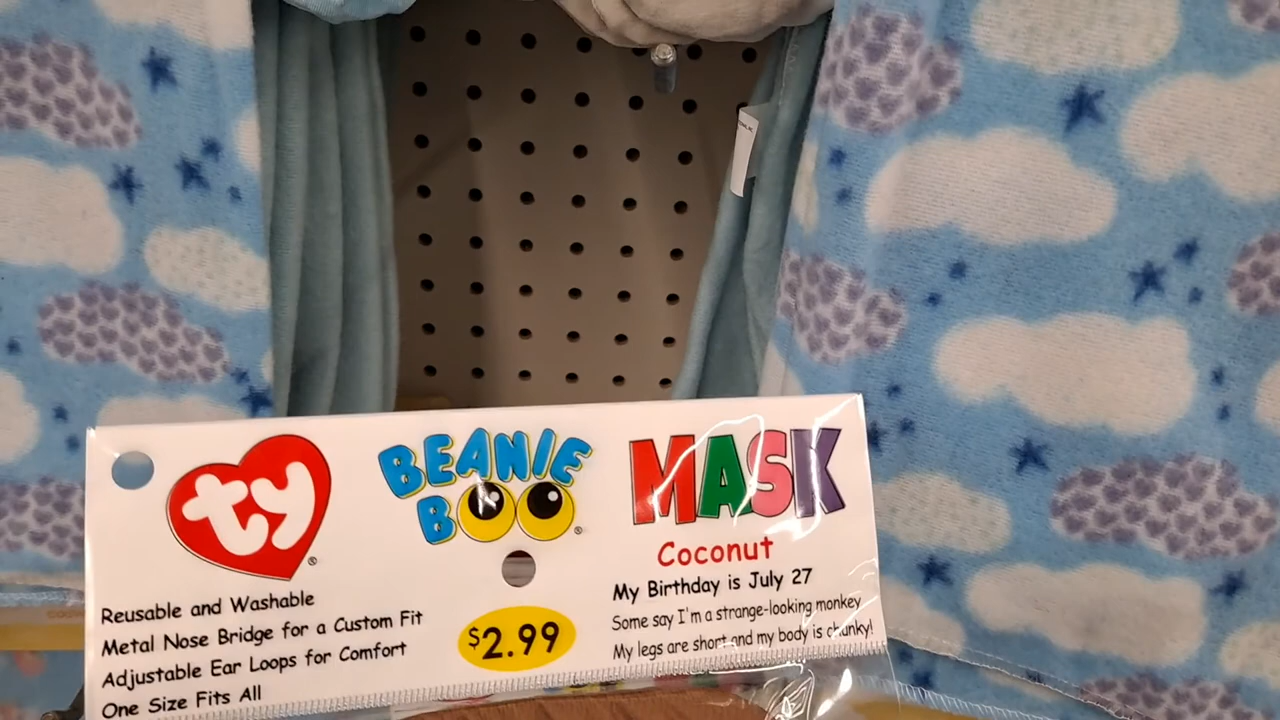 ty
BEANIE
BOO
MASK
Coconut
My Birthday is July 27
Some say I'm a strange-looking monkey
My legs are short and my body is chunky!
$2.99
Reusable and Washable
Metal Nose Bridge for a Custom Fit
Adjustable Ear Loops for Comfort
One Size Fits All